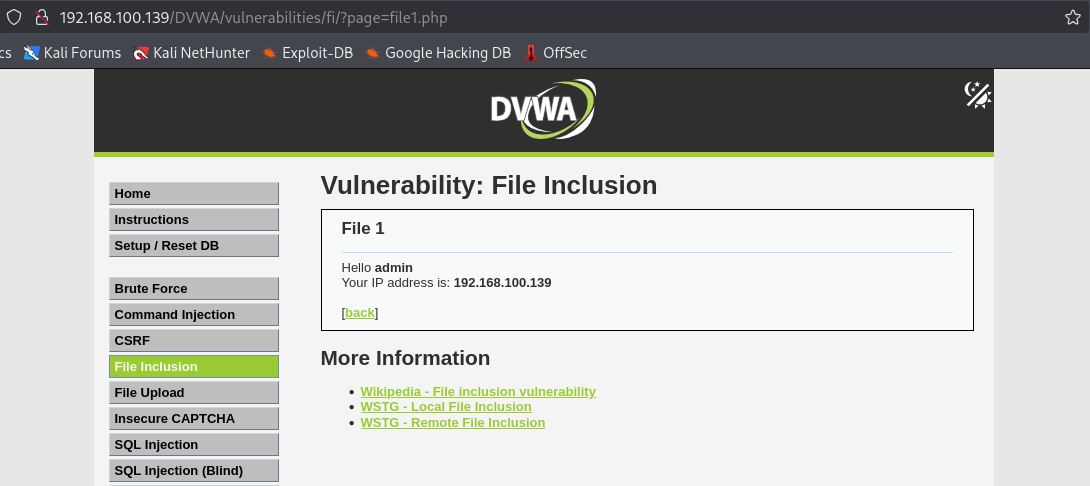 192.168.100.139/DVWA/vulnerabilities/fi/?page=file1.php
cs Kali Forums Kali NetHunter Exploit-DB Google Hacking DB OffSec
DVWA
Home
Instructions
Setup / Reset DB
Brute Force
Command Injection
CSRF
File Inclusion
File Upload
Insecure CAPTCHA
SQL Injection
SQL Injection (Blind)
Vulnerability: File Inclusion
File 1
Hello admin
Your IP address is: 192.168.100.139
[back]
More Information
• Wikipedia - File inclusion vulnerability
• WSTG - Local File Inclusion
• WSTG - Remote File Inclusion